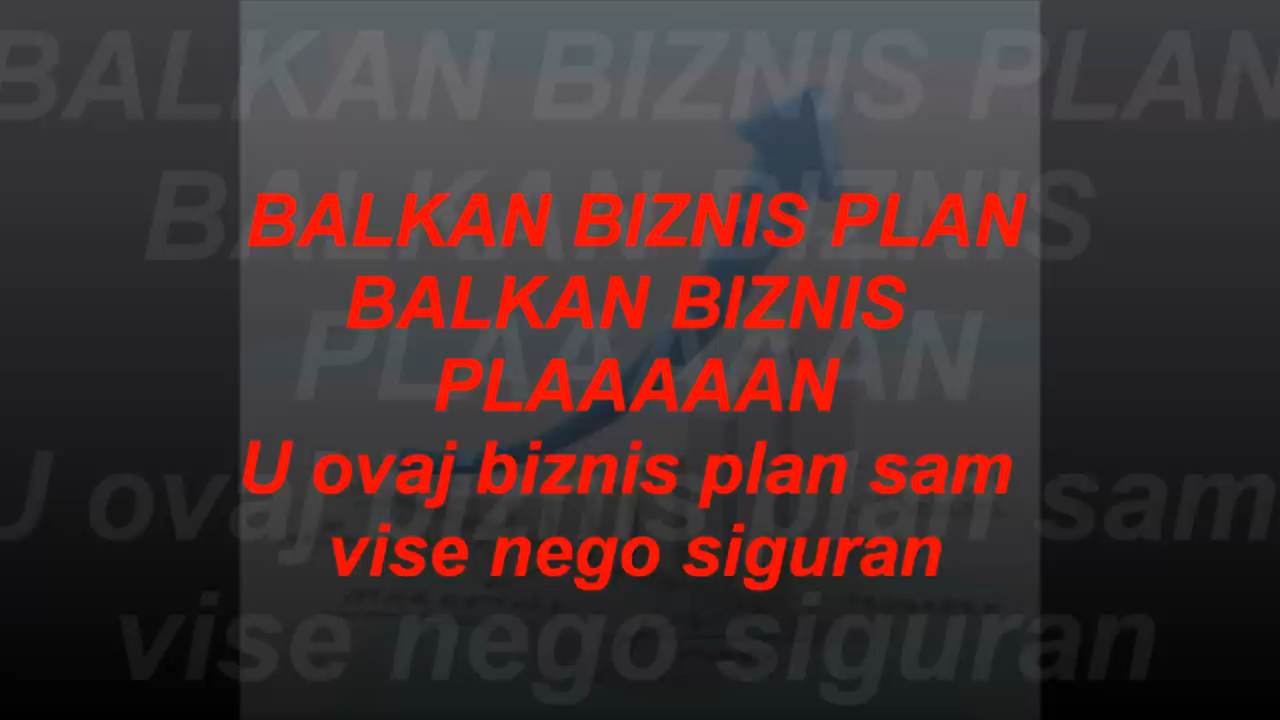 BALKAN BIZNIS PLAN
BALKAN BIZNIS
PLAAAAAN
U ovaj biznis plan sam
vise nego siguran